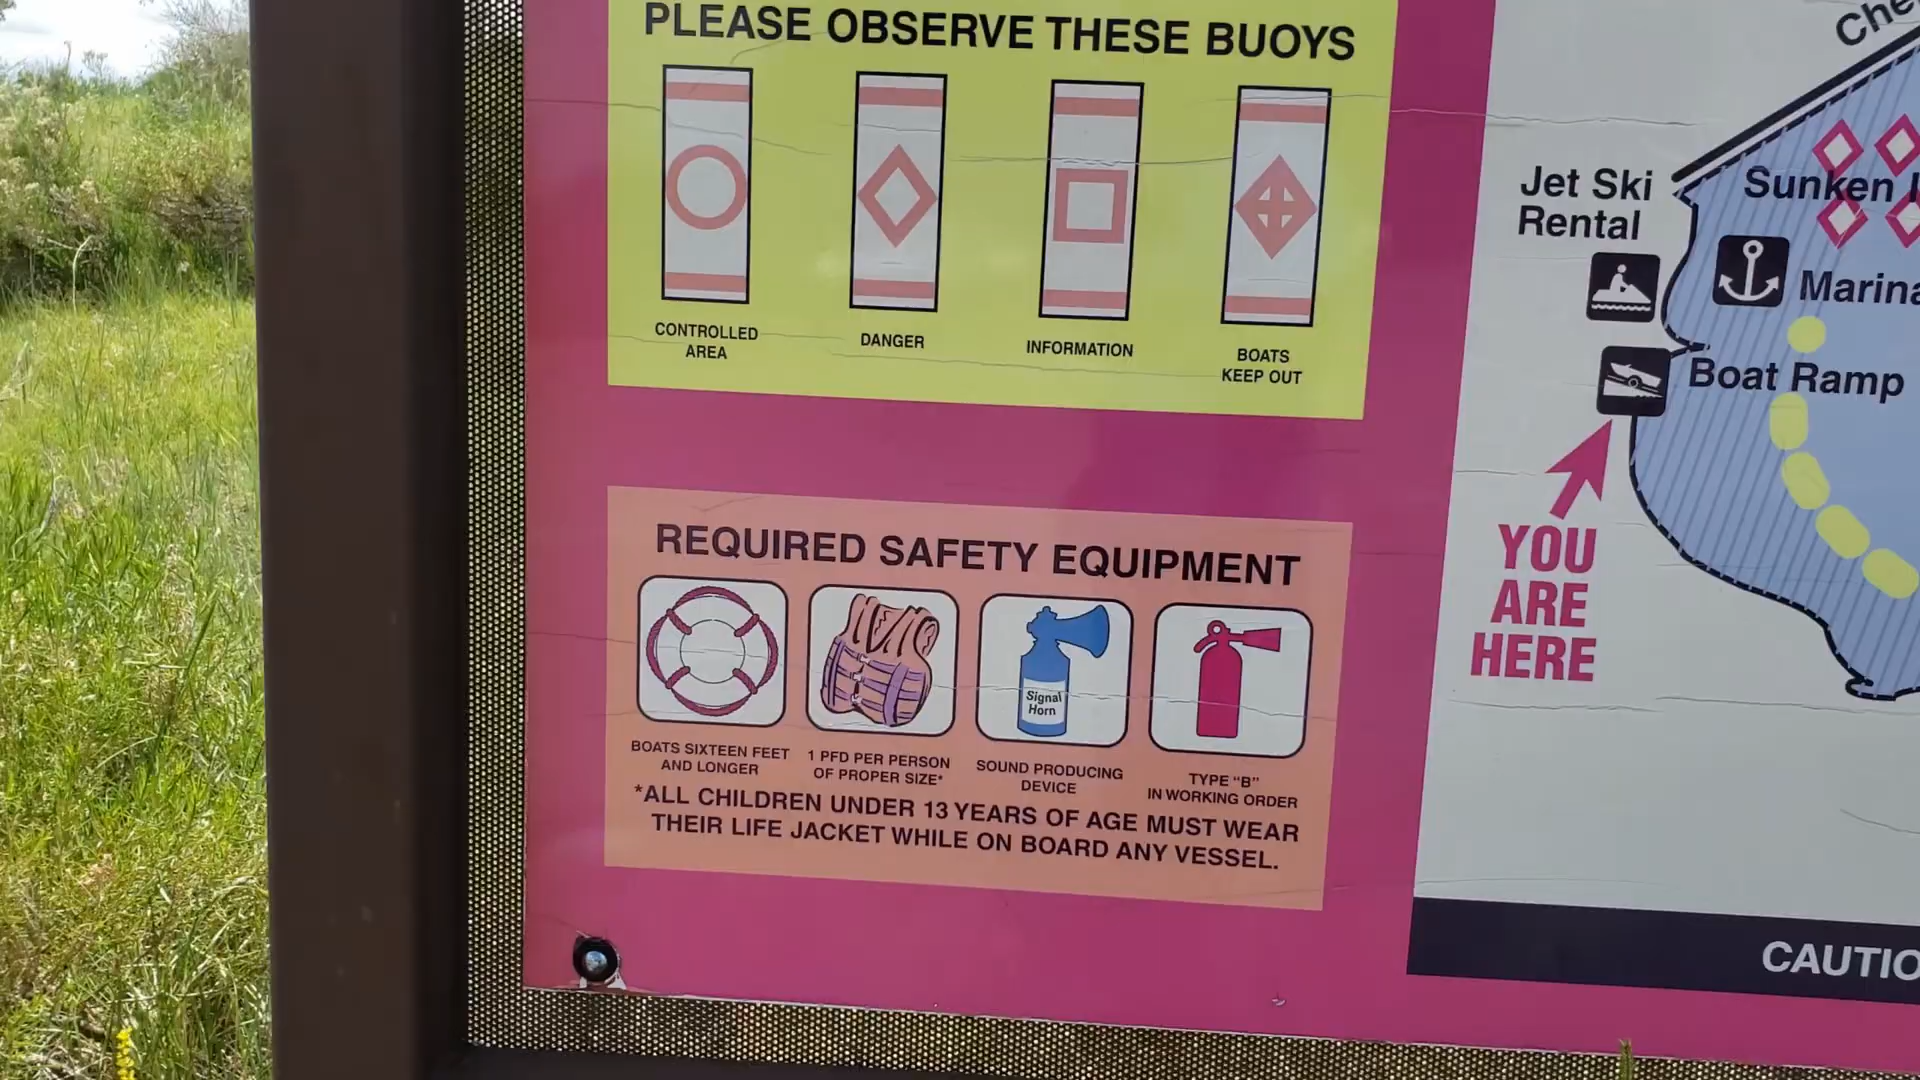 PLEASE OBSERVE THESE BUOYS
CONTROLLED
AREA
DANGER
INFORMATION
BOATS
KEEP OUT
REQUIRED SAFETY EQUIPMENT
Signal
Horn
BOATS SIXTEEN FEET
AND LONGER
1 PFD PER PERSON
OF PROPER SIZE*
SOUND PRODUCING
DEVICE
TYPE “B”
IN WORKING ORDER
*ALL CHILDREN UNDER 13 YEARS OF AGE MUST WEAR
THEIR LIFE JACKET WHILE ON BOARD ANY VESSEL.
Jet Ski
Rental
Sunken
Marina
Boat Ramp
YOU
ARE
HERE